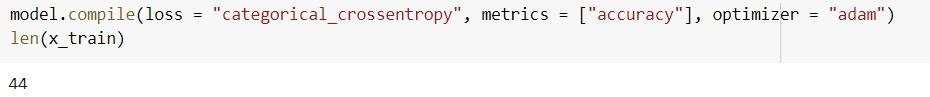 model.compile(loss = "categorical_crossentropy", metrics = ["accuracy"], optimizer = "adam")
len(x_train)
44